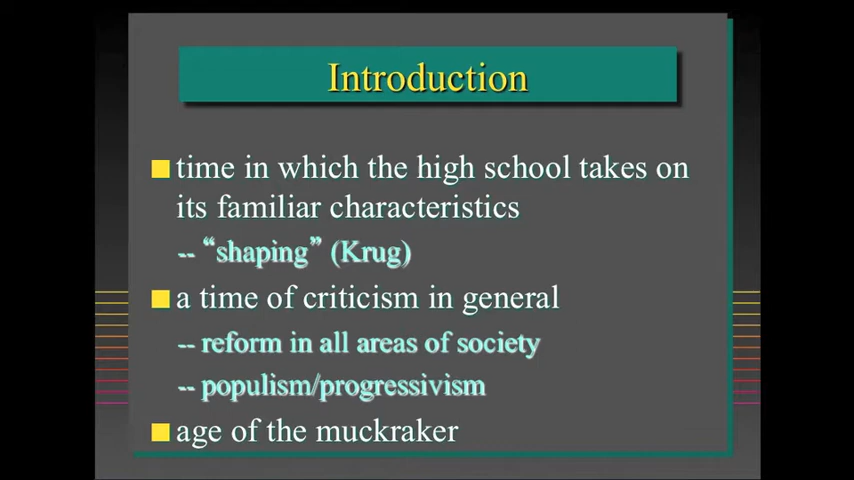 Introduction
time in which the high school takes on
its familiar characteristics
-- “shaping” (Krug)
a time of criticism in general
-- reform in all areas of society
-- populism/progressivism
age of the muckraker